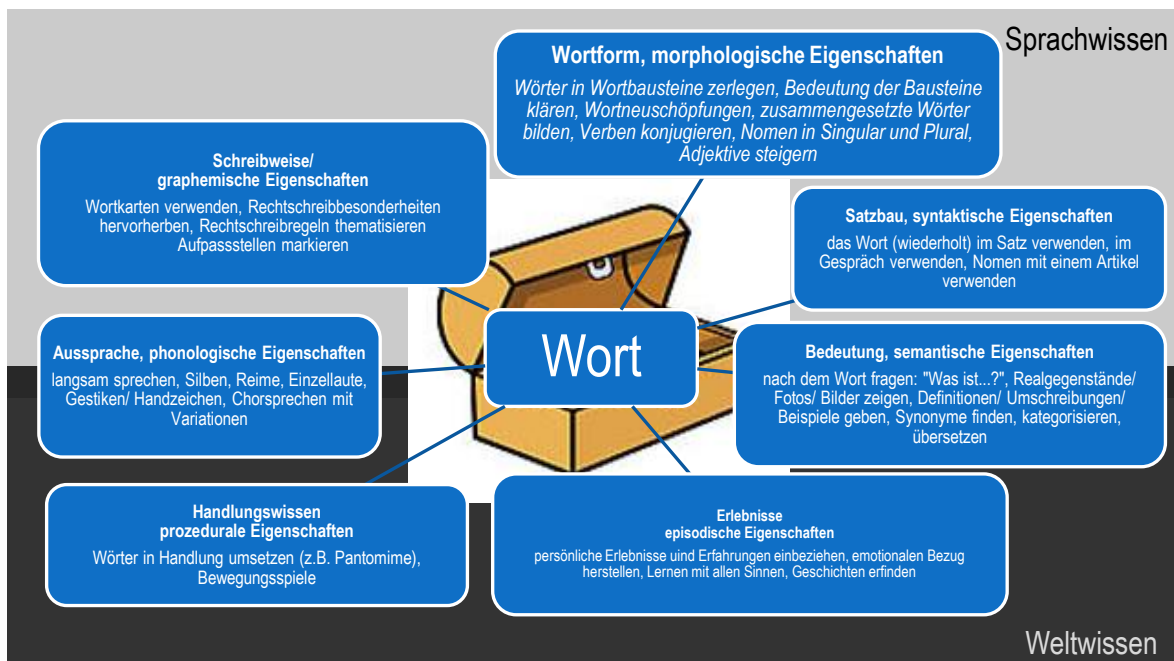 Sprachwissen
Wortform, morphologische Eigenschaften
Wörter in Wortbausteine zerlegen, Bedeutung der Bausteine
klären, Wortneuschöpfungen, zusammengesetzte Wörter
bilden, Verben konjugieren, Nomen in Singular und Plural,
Adjektive steigern
Schreibweise/
graphemische Eigenschaften
Wortkarten verwenden, Rechtschreibbesonderheiten
hervorherben, Rechtschreibregeln thematisieren
Aufpassstellen markieren
Satzbau, syntaktische Eigenschaften
das Wort (wiederholt) im Satz verwenden, im
Gespräch verwenden, Nomen mit einem Artikel
verwenden
Wort
Aussprache, phonologische Eigenschaften
langsam sprechen, Silben, Reime, Einzellaute,
Gestiken/ Handzeichen, Chorsprechen mit
Variationen
Bedeutung, semantische Eigenschaften
nach dem Wort fragen: "Was ist...?", Realgegenstände/
Fotos/ Bilder zeigen, Definitionen/ Umschreibungen/
Beispiele geben, Synonyme finden, kategorisieren,
übersetzen
Handlungswissen
prozedurale Eigenschaften
Wörter in Handlung umsetzen (z.B. Pantomime),
Bewegungsspiele
Erlebnisse
episodische Eigenschaften
persönliche Erlebnisse uind Erfahrungen einbeziehen, emotionalen Bezug
herstellen, Lernen mit allen Sinnen, Geschichten erfinden
Weltwissen